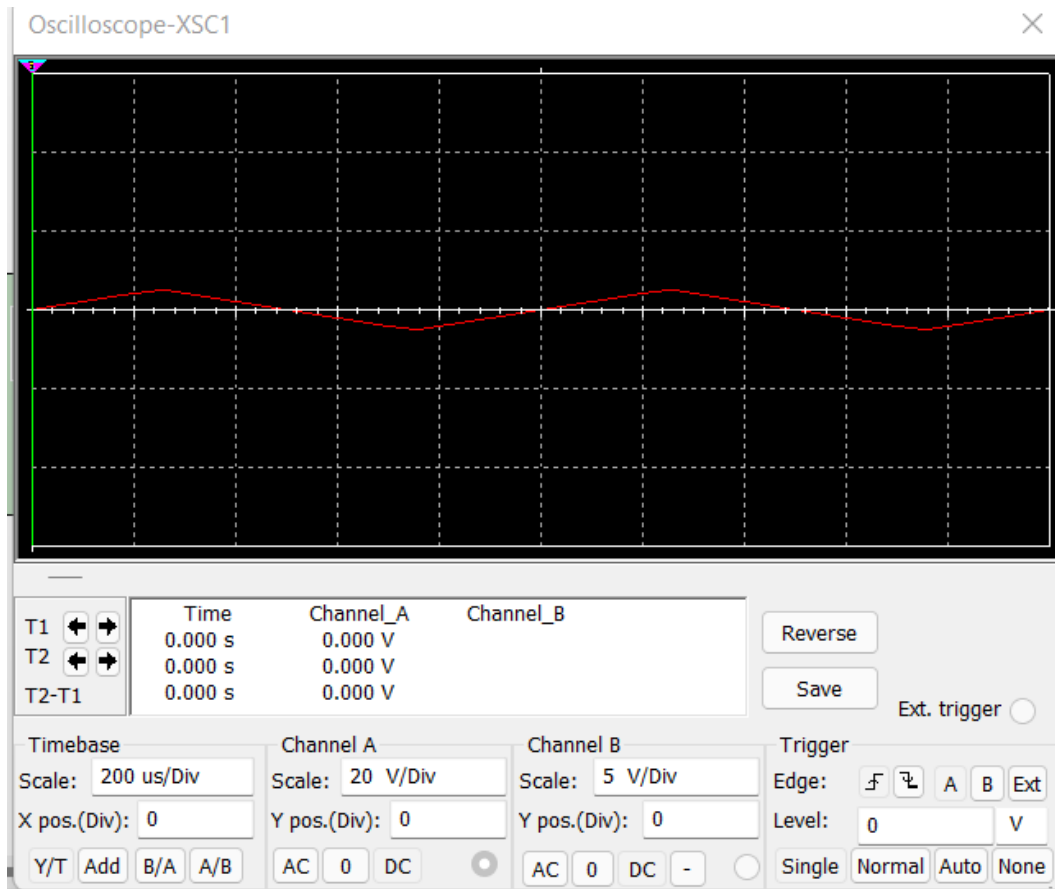 Oscilloscope-XSC1
Time Channel_A Channel_B
T1 0.000 s 0.000 V
T2 0.000 s 0.000 V
T2-T1 0.000 s 0.000 V
Reverse
Save
Ext. trigger
Timebase
Scale: 200 us/Div
X pos.(Div): 0
Y/T Add B/A A/B
Channel A
Scale: 20 V/Div
Y pos.(Div): 0
AC 0 DC
Channel B
Scale: 5 V/Div
Y pos.(Div): 0
AC 0 DC -
Trigger
Edge: A B Ext
Level: 0 V
Single Normal Auto None